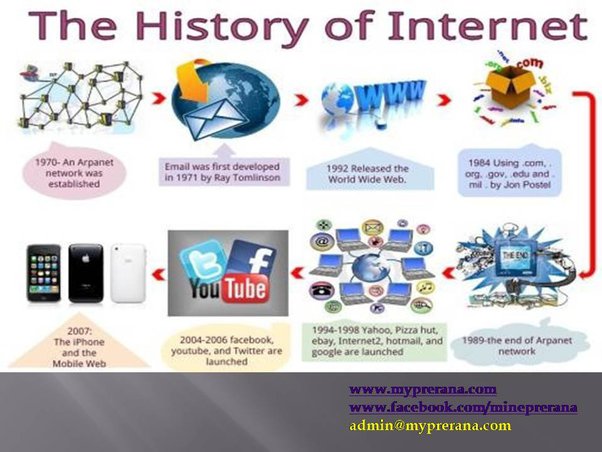 The History of Internet
www
.org
.com
.biz
1970- An Arpanet
network was
established
Email was first developed
in 1971 by Ray Tomlinson
1992 Released the
World Wide Web.
1984 Using .com, .
org, .gov, .edu and .
mil . by Jon Postel
YouTube
THE END
2007:
The iPhone
and the
Mobile Web
2004-2006 facebook,
youtube, and Twitter are
launched
1994-1998 Yahoo, Pizza hut,
ebay, Internet2, hotmail, and
google are launched
1989-the end of Arpanet
network
www.myprerana.com
www.facebook.com/mineprerana
admin@myprerana.com